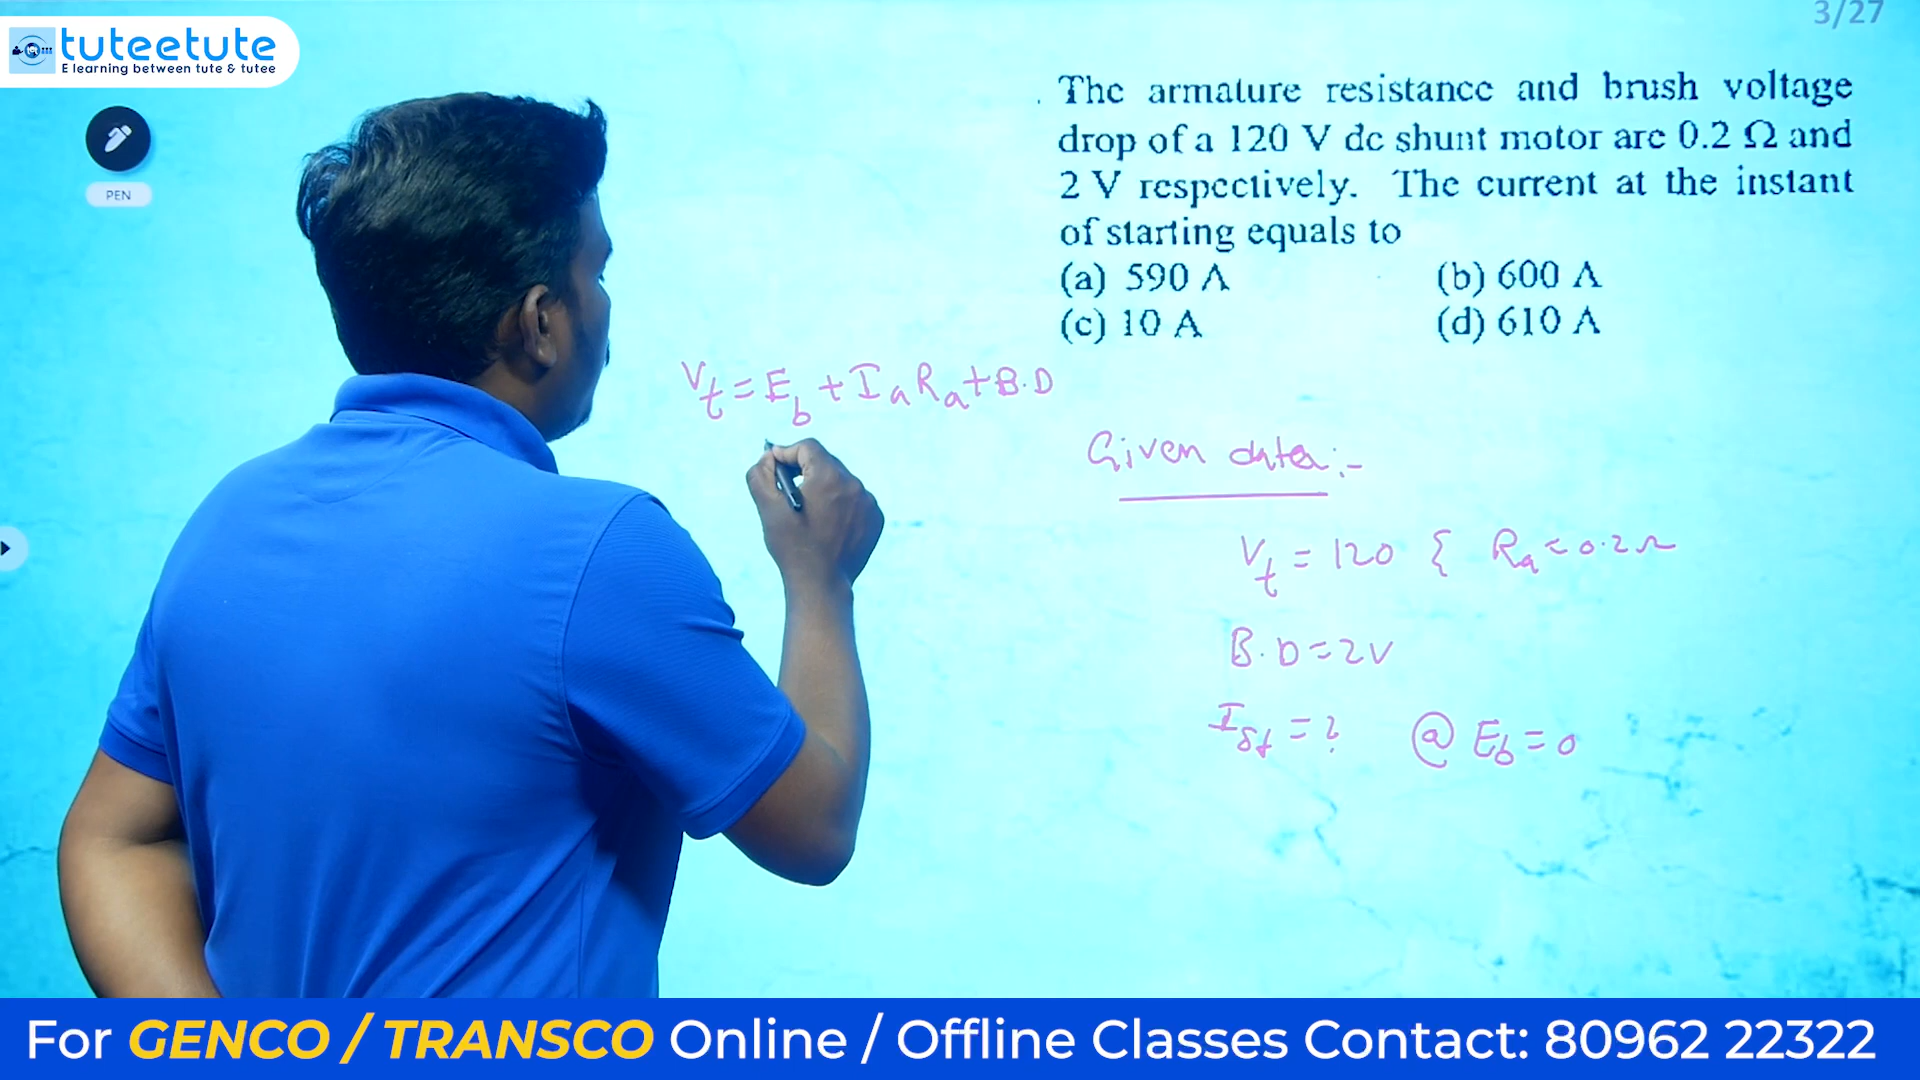 3/27
tuteetute
E learning between tute & tutee
PEN
The armature resistance and brush voltage
drop of a 120 V dc shunt motor are 0.2 Ω and
2 V respectively. The current at the instant
of starting equals to
(a) 590 A (b) 600 A
(c) 10 A (d) 610 A
Vt = Eb + Ia Ra + B.D
Given data:-
Vt = 120 { Ra = 0.2 Ω
B.D = 2V
Ist = ? @ Eb = 0
For GENCO / TRANSCO Online / Offline Classes Contact: 80962 22322